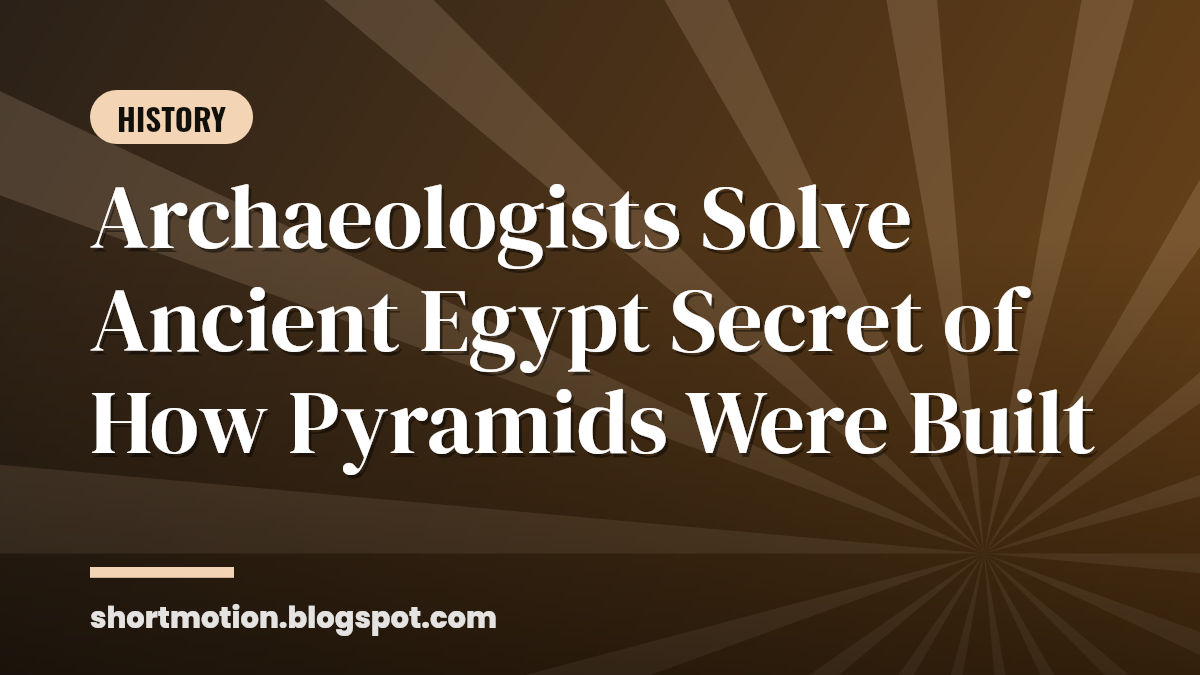 HISTORY
Archaeologists Solve
Ancient Egypt Secret of
How Pyramids Were Built
shortmotion.blogspot.com